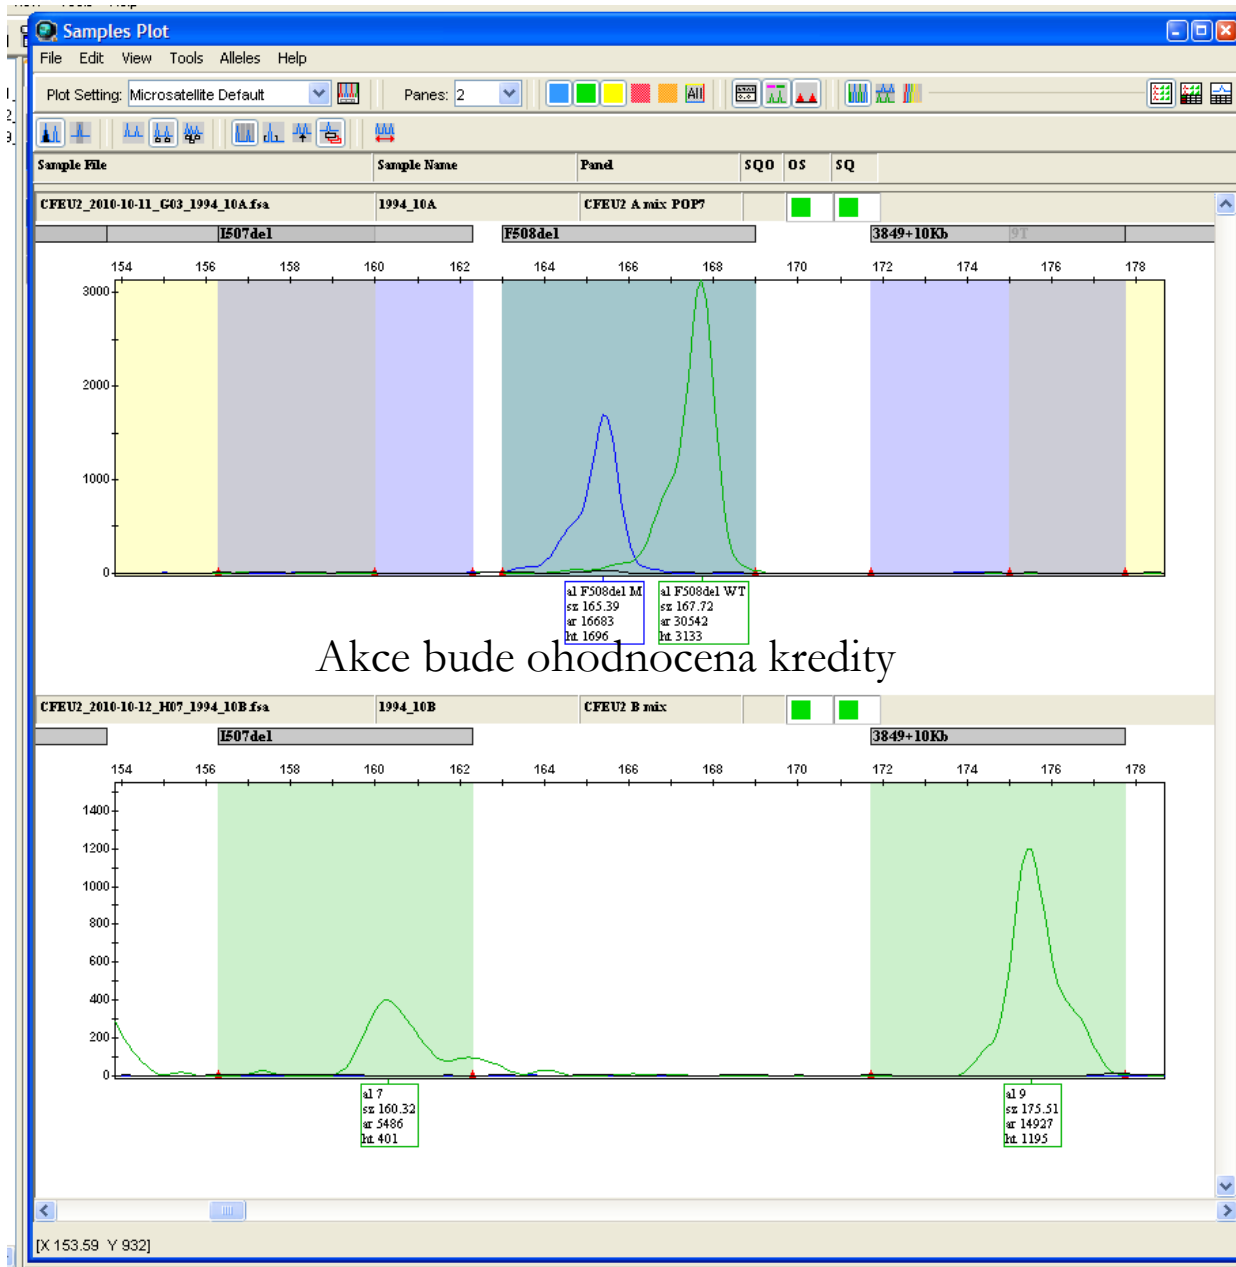 Samples Plot
File Edit View Tools Alleles Help
Plot Setting: Microsatellite Default Panes: 2 All
Sample File Sample Name Panel SQO OS SQ
CFEU2_2010-10-11_G03_1994_10A.fsa 1994_10A CFEU2 A mix POP7
I507del F508del 3849+10Kb 9T
154 156 158 160 162 164 166 168 170 172 174 176 178
3000
2000
1000
0
al F508del M
sz 165.39
ar 16683
ht 1696
al F508del WT
sz 167.72
ar 30542
ht 3133
Akce bude ohodnocena kredity
CFEU2_2010-10-12_H07_1994_10B.fsa 1994_10B CFEU2 B mix
I507del 3849+10Kb
154 156 158 160 162 164 166 168 170 172 174 176 178
1400
1200
1000
800
600
400
200
0
al 7
sz 160.32
ar 5486
ht 401
al 9
sz 175.51
ar 14927
ht 1195
[X 153.59 Y 932]